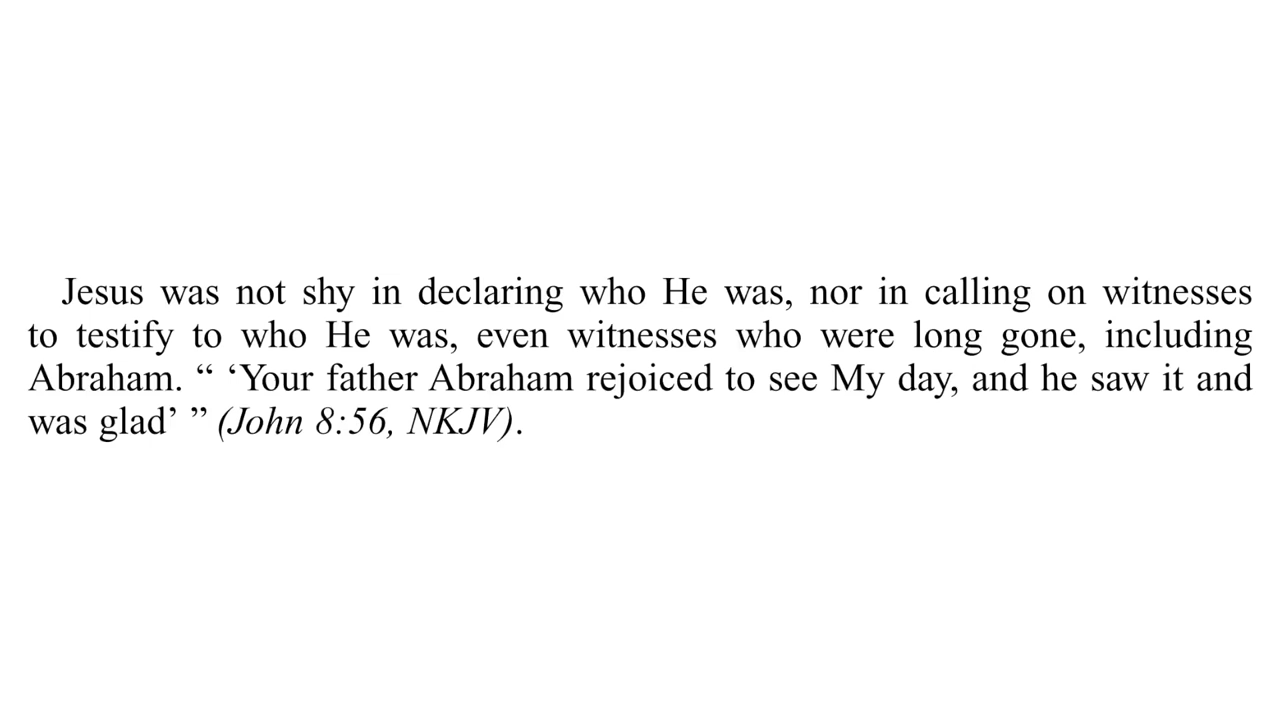 Jesus was not shy in declaring who He was, nor in calling on witnesses
to testify to who He was, even witnesses who were long gone, including
Abraham. “ ‘Your father Abraham rejoiced to see My day, and he saw it and
was glad’ ” (John 8:56, NKJV).